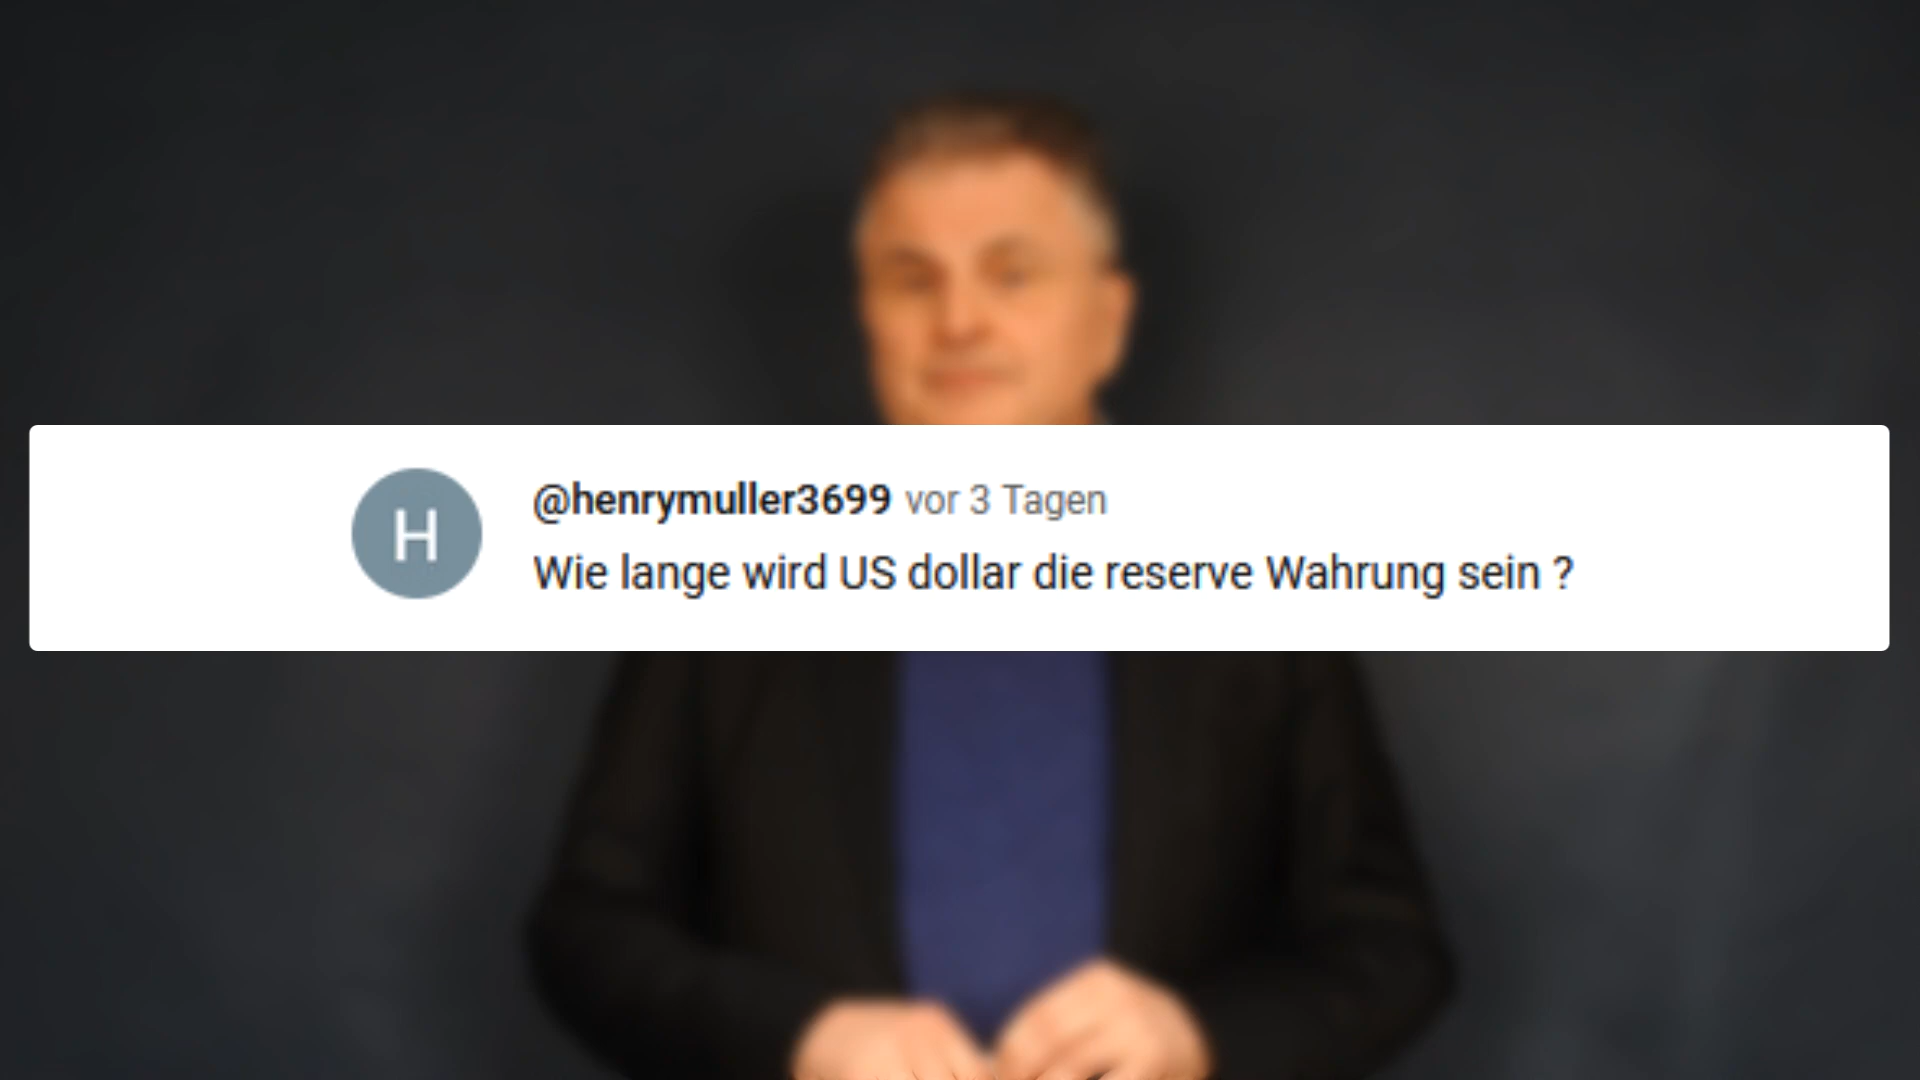 H
@henrymuller3699 vor 3 Tagen
Wie lange wird US dollar die reserve Wahrung sein ?